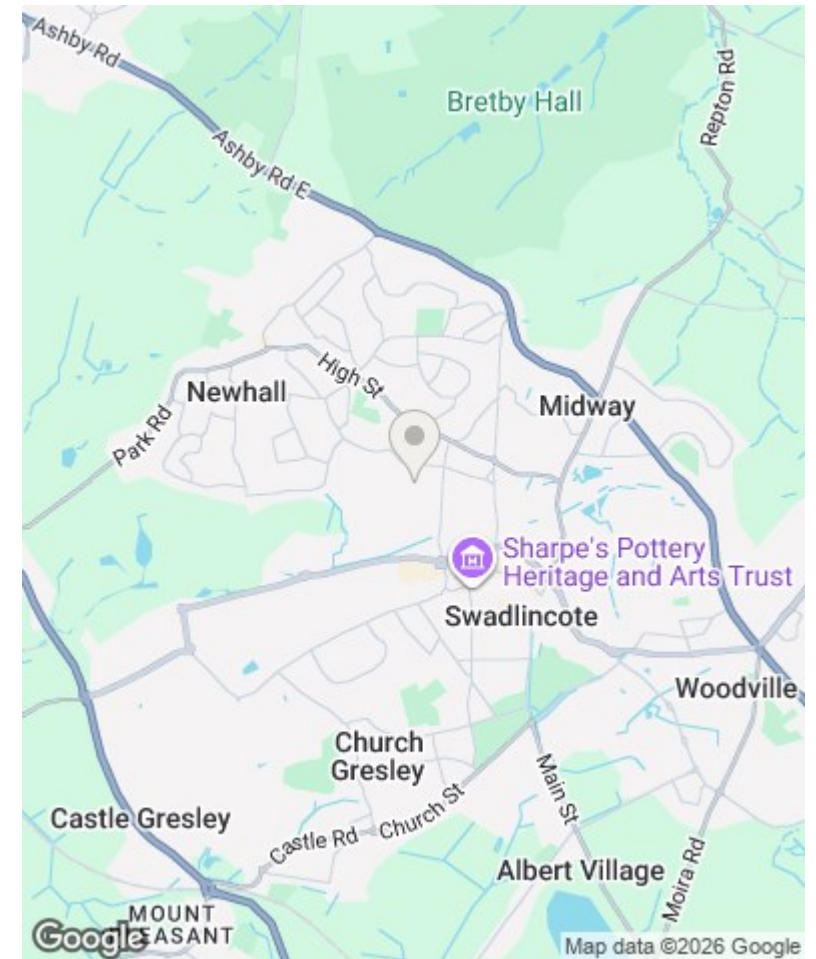 Ashby Rd
Bretby Hall
Repton Rd
Ashby Rd E
High St
Newhall
Midway
Park Rd
Sharpe's Pottery
Heritage and Arts Trust
Swadlincote
Woodville
Church
Gresley
Main St
Church St
Castle Gresley
Castle Rd
Albert Village
Moira Rd
MOUNT
PLEASANT
Google
Map data ©2026 Google